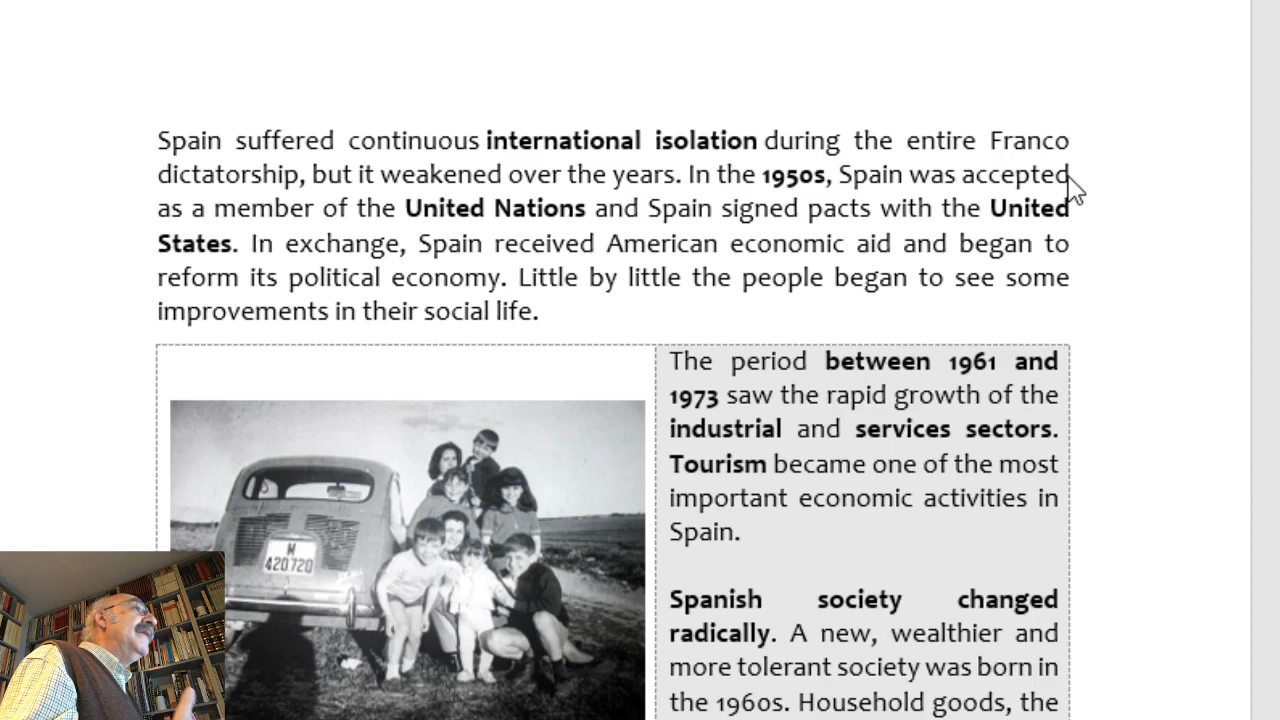 Spain suffered continuous international isolation during the entire Franco
dictatorship, but it weakened over the years. In the 1950s, Spain was accepted
as a member of the United Nations and Spain signed pacts with the United
States. In exchange, Spain received American economic aid and began to
reform its political economy. Little by little the people began to see some
improvements in their social life.
M
420720
The period between 1961 and
1973 saw the rapid growth of the
industrial and services sectors.
Tourism became one of the most
important economic activities in
Spain.
Spanish society changed
radically. A new, wealthier and
more tolerant society was born in
the 1960s. Household goods, the